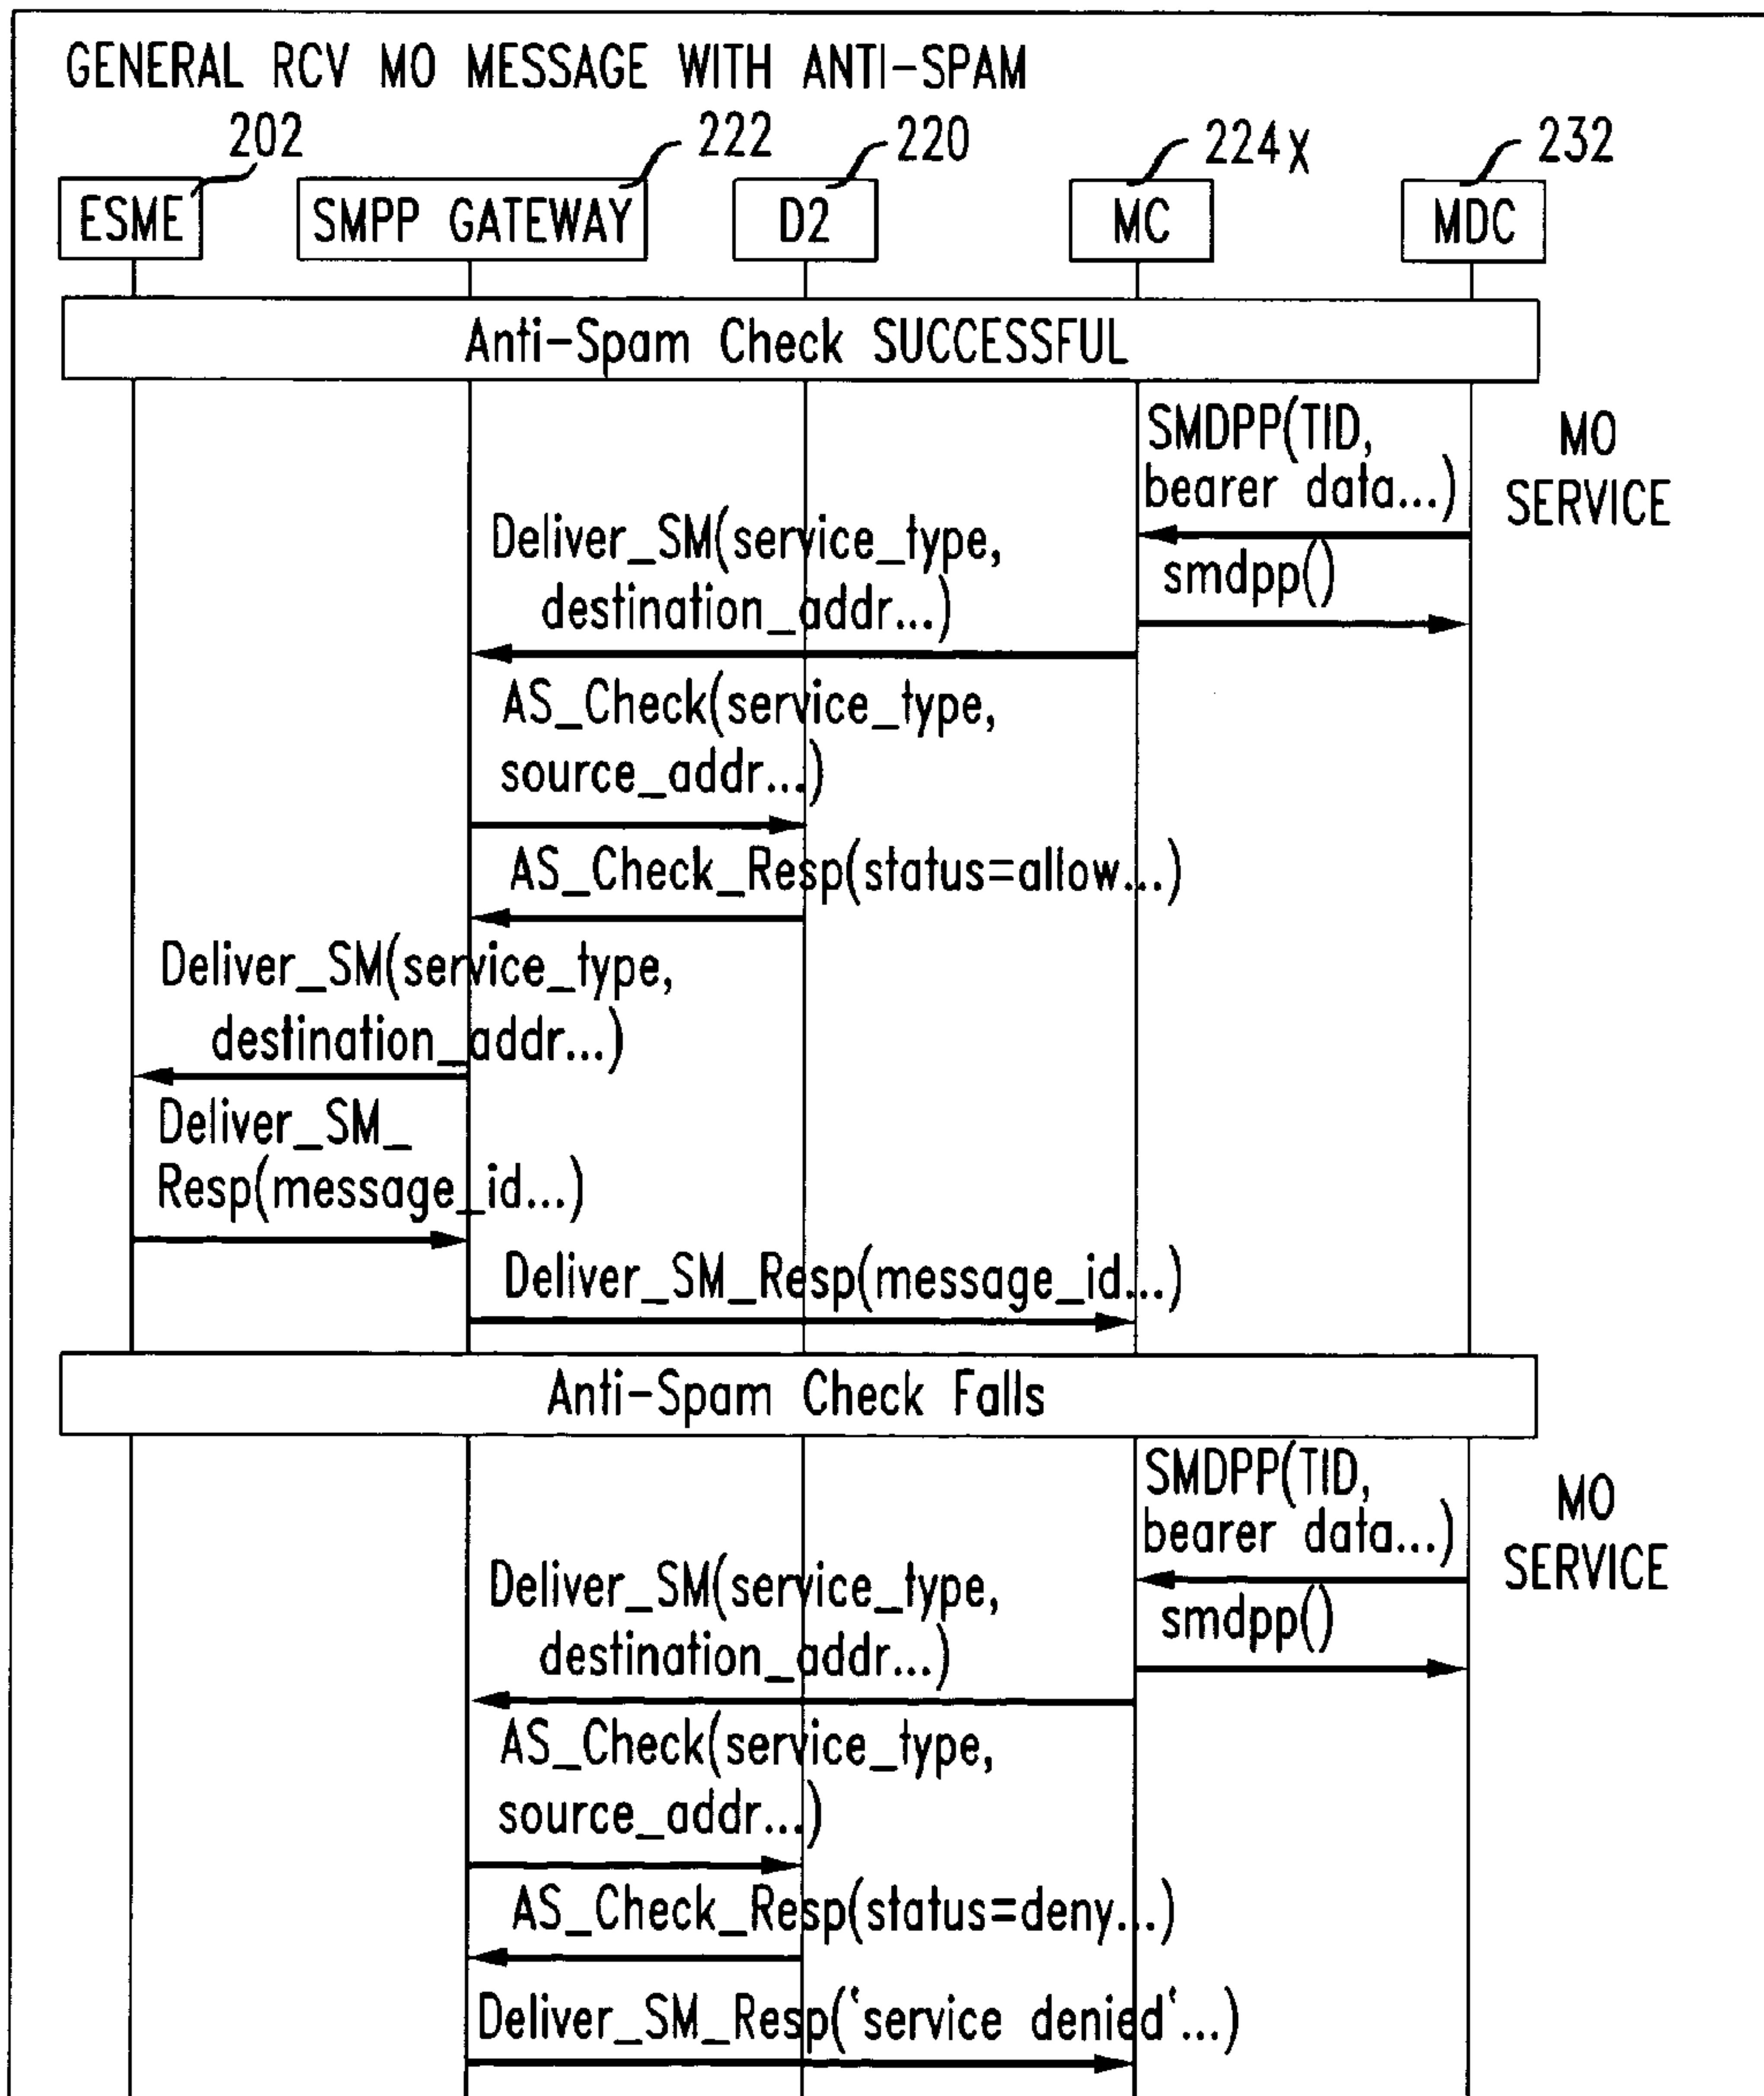 GENERAL RCV MO MESSAGE WITH ANTI-SPAM
202
222
220
224X
232
ESME
SMPP GATEWAY
D2
MC
MDC
Anti-Spam Check SUCCESSFUL
SMDPP(TID,
bearer data...)
MO
SERVICE
Deliver_SM(service_type,
destination_addr...)
smdpp()
AS_Check(service_type,
source_addr...)
AS_Check_Resp(status=allow...)
Deliver_SM(service_type,
destination_addr...)
Deliver_SM_
Resp(message_id...)
Deliver_SM_Resp(message_id...)
Anti-Spam Check Falls
SMDPP(TID,
bearer data...)
MO
SERVICE
Deliver_SM(service_type,
destination_addr...)
smdpp()
AS_Check(service_type,
source_addr...)
AS_Check_Resp(status=deny...)
Deliver_SM_Resp(‘service denied‘...)